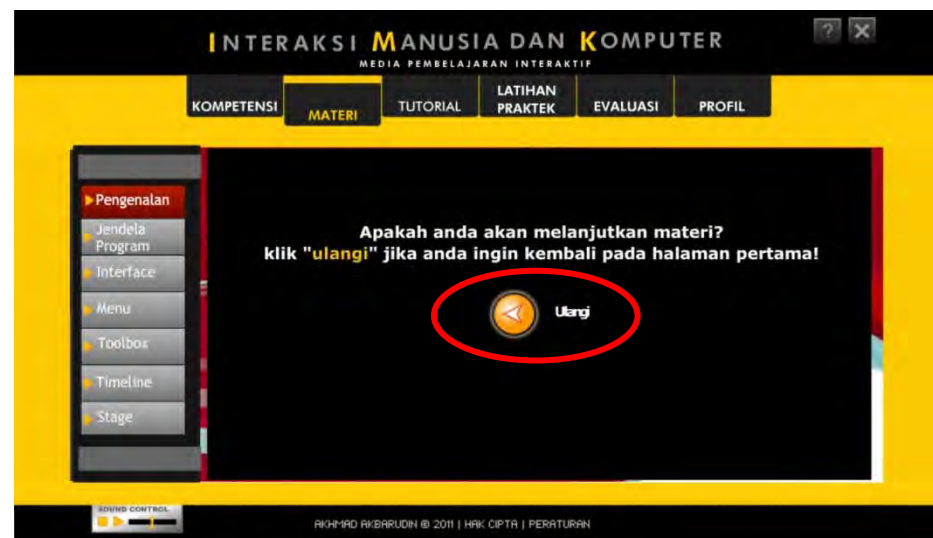 INTERAKSI MANUSIA DAN KOMPUTER
MEDIA PEMBELAJARAN INTERAKTIF
? X
KOMPETENSI
MATERI
TUTORIAL
LATIHAN
PRAKTEK
EVALUASI
PROFIL
Pengenalan
Jendela
Program
Interface
Menu
Toolbox
Timeline
Stage
Apakah anda akan melanjutkan materi?
klik "ulangi" jika anda ingin kembali pada halaman pertama!
Ulangi
SOUND CONTROL
AKHMAD AKBARUDIN @ 2011 | HAK CIPTA | PERATURAN